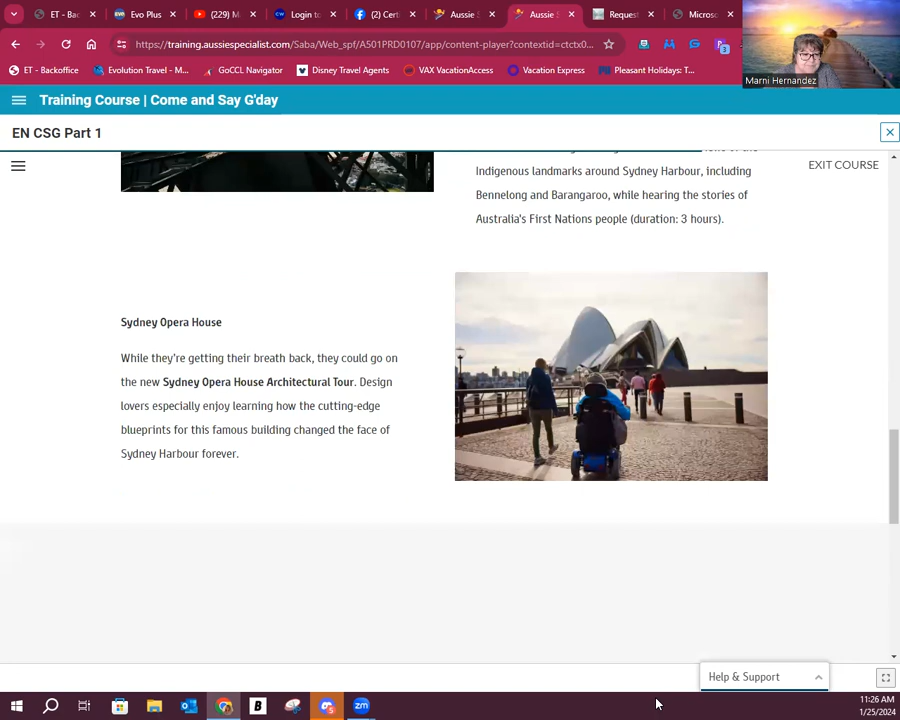 ET - Bac
Evo Plus
(229) M
Login to
(2) Cert
Aussie S
Aussie S
Request
Microsc
https://training.aussiespecialist.com/Saba/Web_spf/A501PRD0107/app/content-player?contextid=ctctx0...
3
ET - Backoffice
Evolution Travel - M...
GoCCL Navigator
Disney Travel Agents
VAX VacationAccess
Vacation Express
Pleasant Holidays: T...
Marni Hernandez
Training Course | Come and Say G'day
EN CSG Part 1
EXIT COURSE
Indigenous landmarks around Sydney Harbour, including
Bennelong and Barangaroo, while hearing the stories of
Australia's First Nations people (duration: 3 hours).
Sydney Opera House
While they're getting their breath back, they could go on
the new Sydney Opera House Architectural Tour. Design
lovers especially enjoy learning how the cutting-edge
blueprints for this famous building changed the face of
Sydney Harbour forever.
Help & Support
11:26 AM
1/25/2024